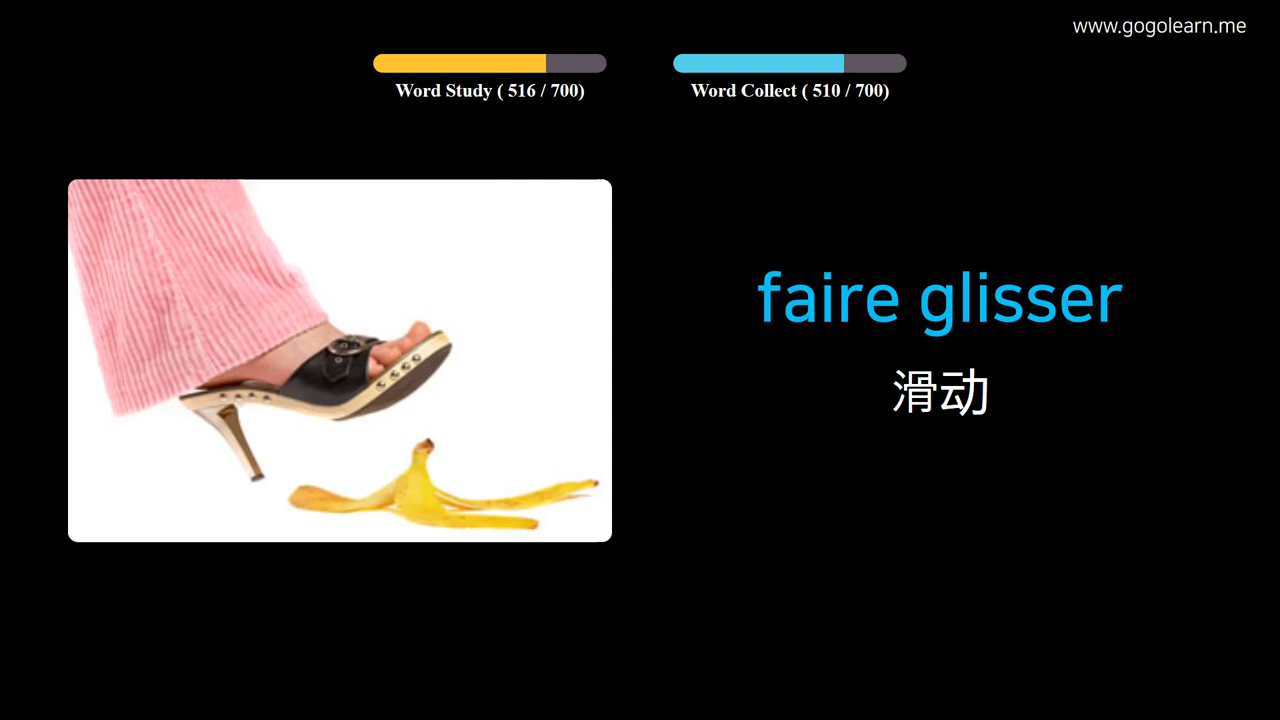 www.gogolearn.me
Word Study ( 516 / 700)
Word Collect ( 510 / 700)
faire glisser
滑动